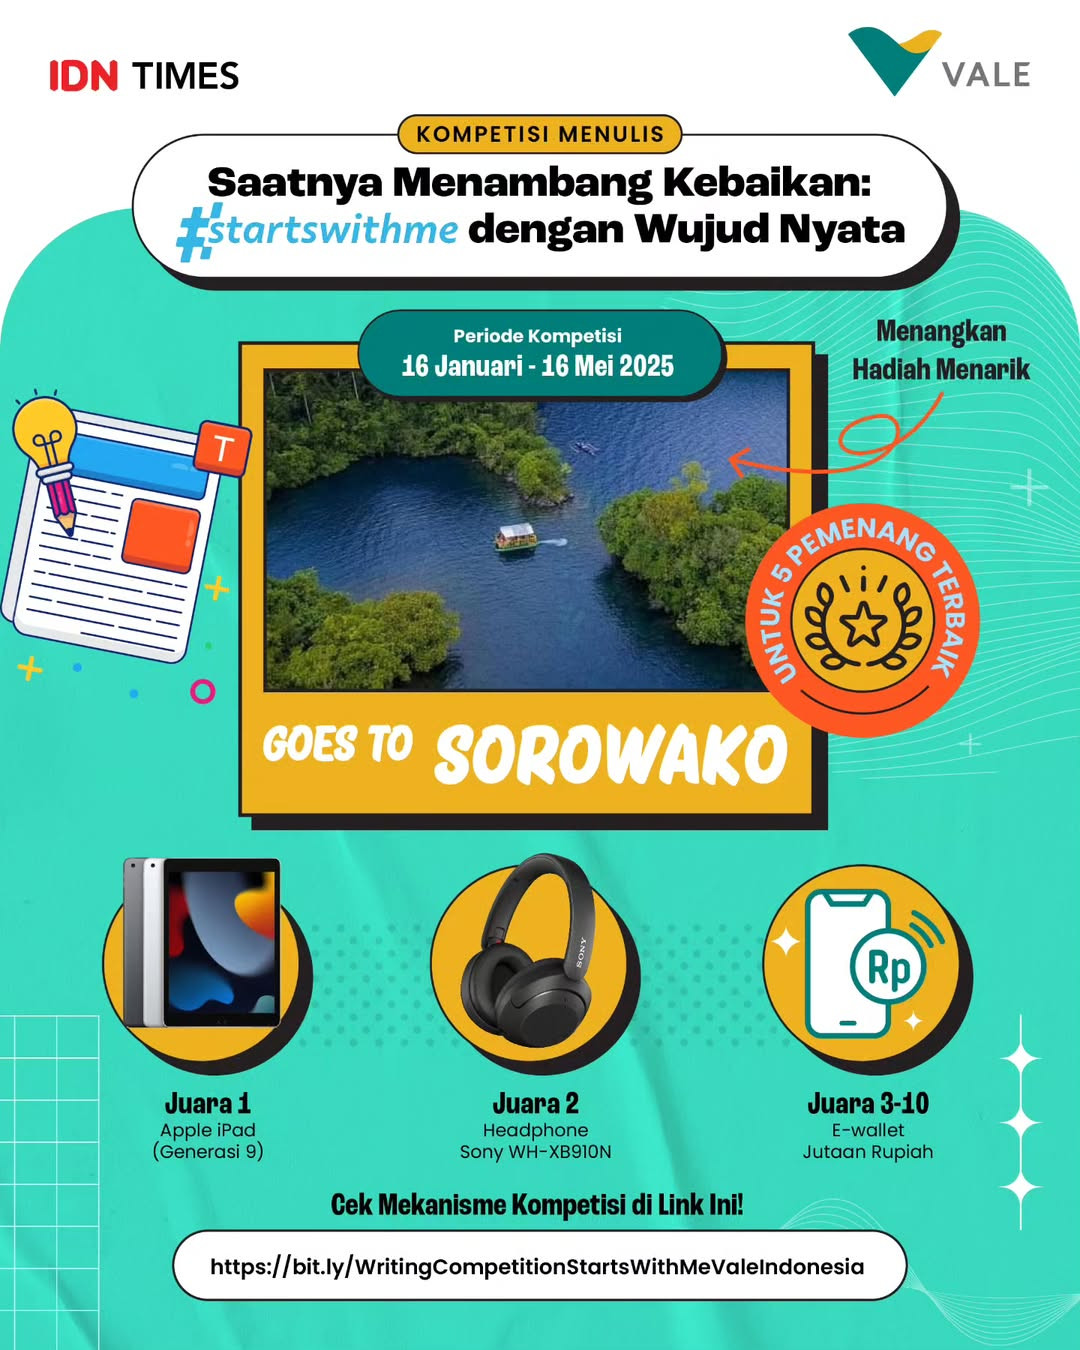 IDN TIMES
VALE
KOMPETISI MENULIS
Saatnya Menambang Kebaikan:
#startswithme dengan Wujud Nyata
Periode Kompetisi
16 Januari - 16 Mei 2025
Menangkan
Hadiah Menarik
T
UNTUK 5 PEMENANG TERBAIK
GOES TO SOROWAKO
SONY
Rp
Juara 1
Apple iPad
(Generasi 9)
Juara 2
Headphone
Sony WH-XB910N
Juara 3-10
E-wallet
Jutaan Rupiah
Cek Mekanisme Kompetisi di Link Ini!
https://bit.ly/WritingCompetitionStartsWithMeValeIndonesia